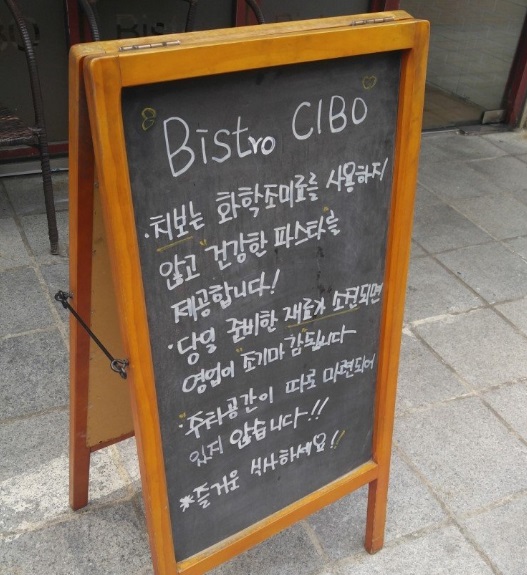 Bistro CIBO
·치보는 화학조미료를 사용하지
않고 "건강한 파스타"를
제공합니다!
·당일 준비한 재료가 소진되면
영업이 "조기마감"됩니다
·"주차공간이 따로 마련되어
있지 않습니다"!!
*즐거운 식사하세요!!